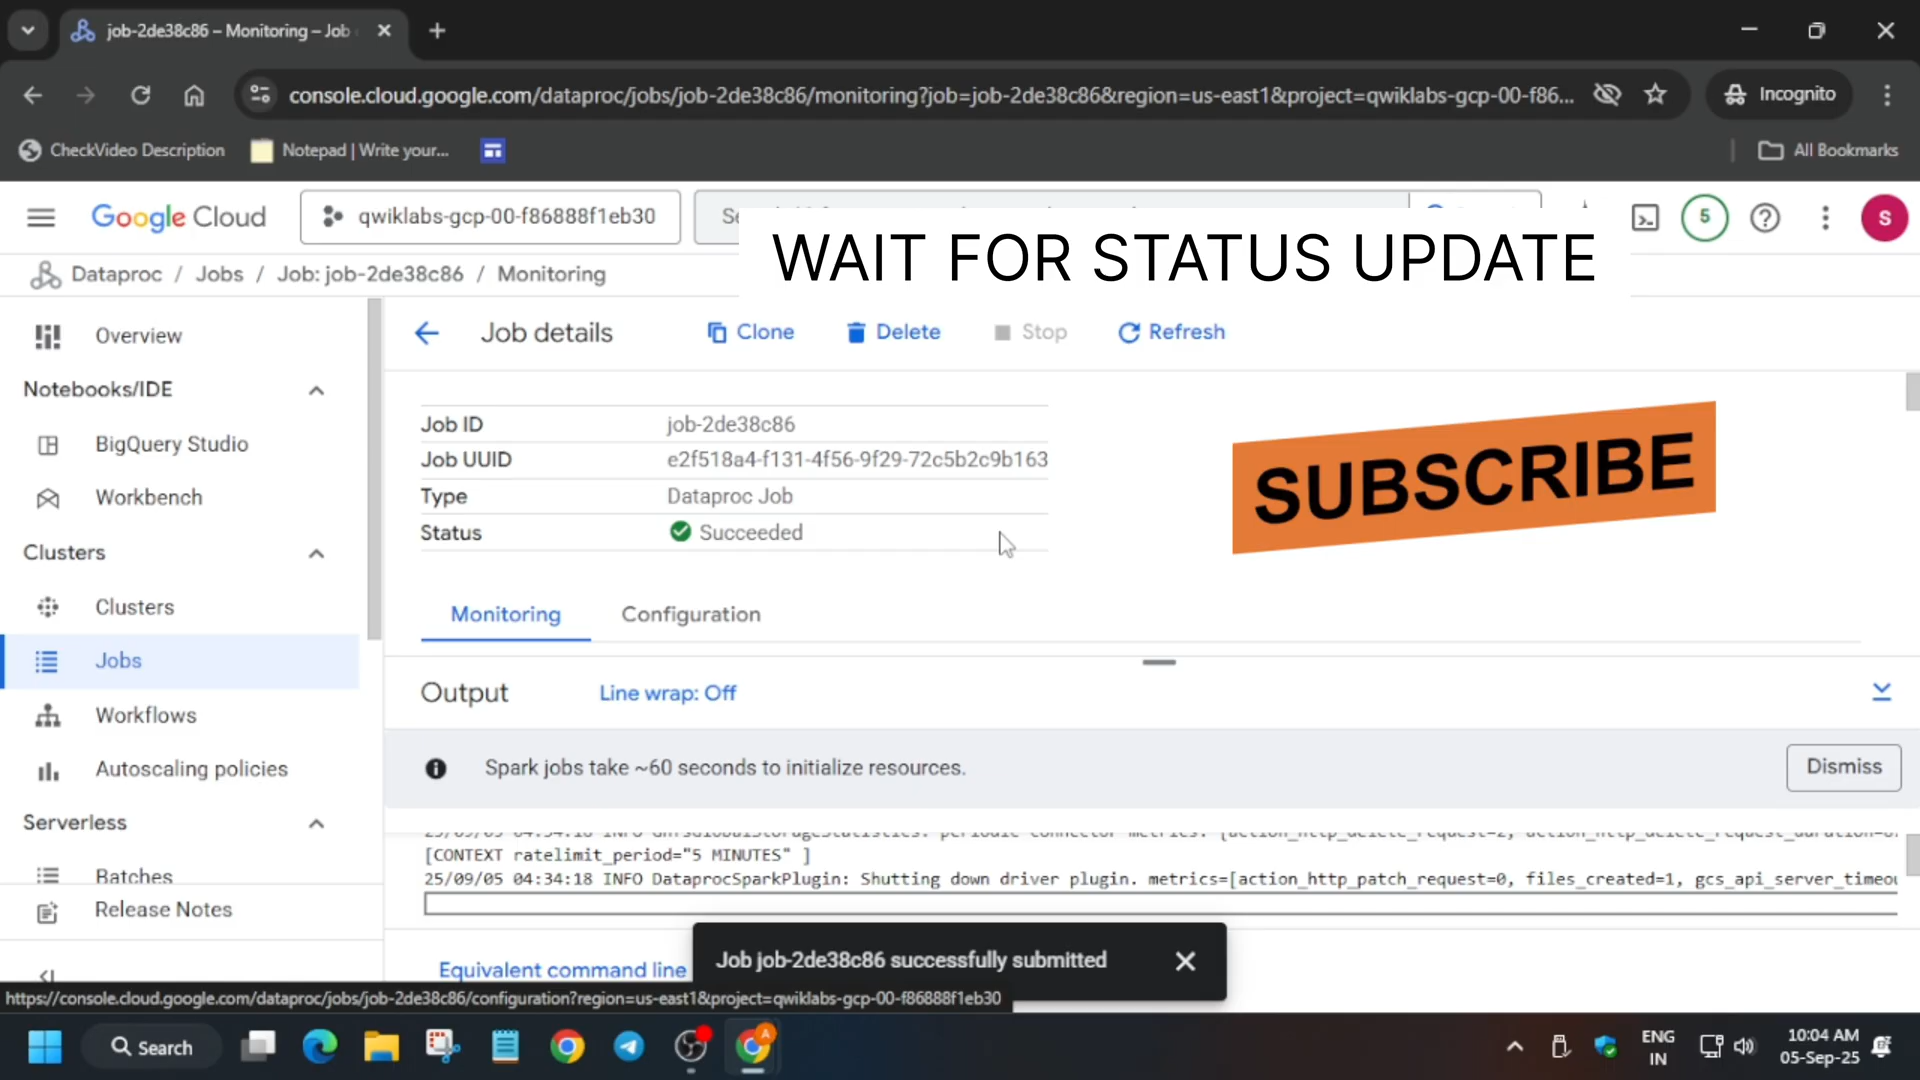 job-2de38c86 – Monitoring – Job
console.cloud.google.com/dataproc/jobs/job-2de38c86/monitoring?job=job-2de38c86&region=us-east1&project=qwiklabs-gcp-00-f86...
Incognito
CheckVideo Description
Notepad | Write your...
All Bookmarks
Google Cloud
qwiklabs-gcp-00-f86888f1eb30
WAIT FOR STATUS UPDATE
5
S
Dataproc / Jobs / Job: job-2de38c86 / Monitoring
Overview
Notebooks/IDE
BigQuery Studio
Workbench
Clusters
Clusters
Jobs
Workflows
Autoscaling policies
Serverless
Batches
Release Notes
Job details
Clone
Delete
Stop
Refresh
Job ID job-2de38c86
Job UUID e2f518a4-f131-4f56-9f29-72c5b2c9b163
Type Dataproc Job
Status Succeeded
SUBSCRIBE
Monitoring
Configuration
Output
Line wrap: Off
Spark jobs take ~60 seconds to initialize resources.
Dismiss
[CONTEXT ratelimit_period="5 MINUTES" ]
25/09/05 04:34:18 INFO DataprocSparkPlugin: Shutting down driver plugin. metrics=[action_http_patch_request=0, files_created=1, gcs_api_server_timeou
Equivalent command line
Job job-2de38c86 successfully submitted
https://console.cloud.google.com/dataproc/jobs/job-2de38c86/configuration?region=us-east1&project=qwiklabs-gcp-00-f86888f1eb30
Search
ENG
IN
10:04 AM
05-Sep-25